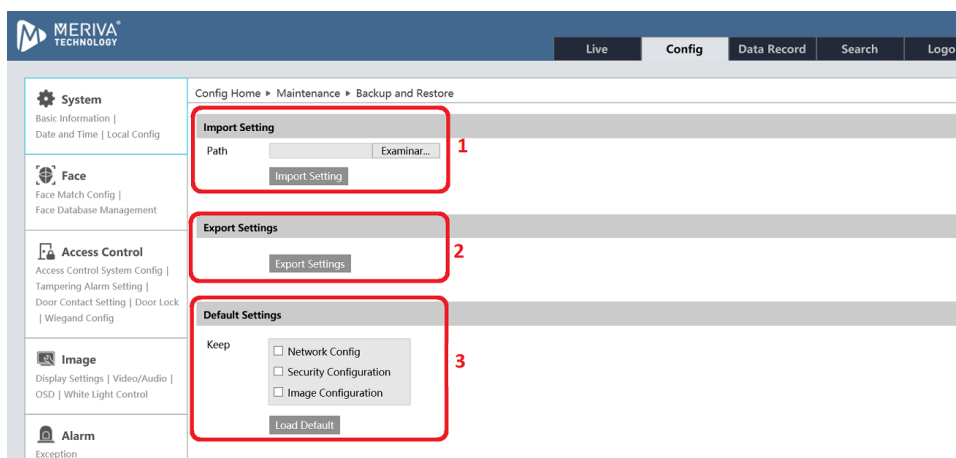 MERIVA®
TECHNOLOGY
Live Config Data Record Search Logo
System
Basic Information |
Date and Time | Local Config
Face
Face Match Config |
Face Database Management
Access Control
Access Control System Config |
Tampering Alarm Setting |
Door Contact Setting | Door Lock
| Wiegand Config
Image
Display Settings | Video/Audio |
OSD | White Light Control
Alarm
Exception
Config Home ▸ Maintenance ▸ Backup and Restore
Import Setting
Path Examinar...
Import Setting
1
Export Settings
Export Settings
2
Default Settings
Keep
Network Config
Security Configuration
Image Configuration
Load Default
3